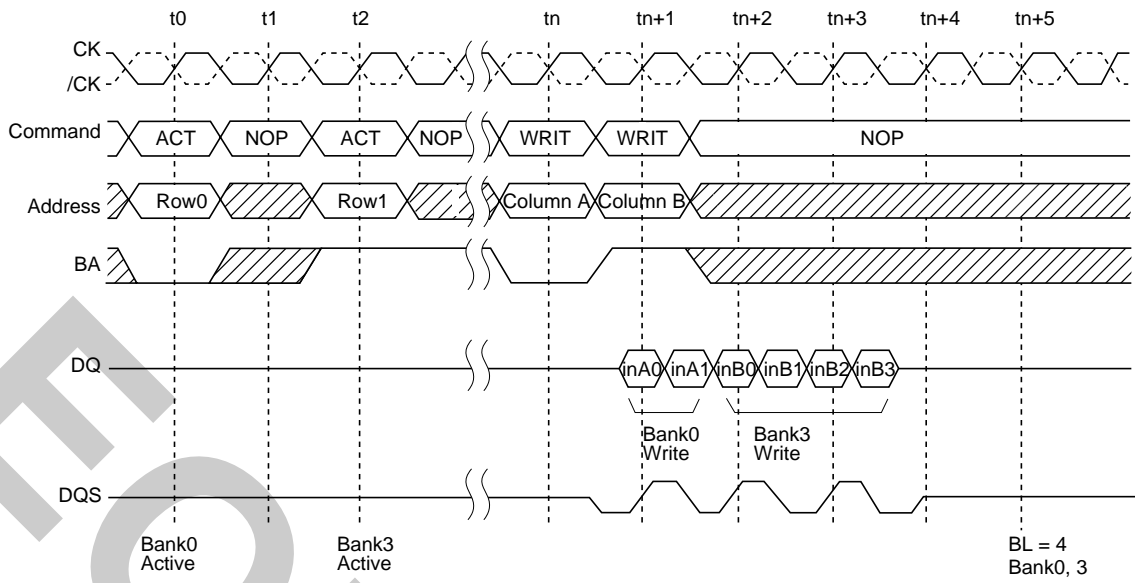 t0 t1 t2 tn tn+1 tn+2 tn+3 tn+4 tn+5
CK
/CK
Command ACT NOP ACT NOP WRIT WRIT NOP
Address Row0 Row1 Column A Column B
BA
DQ inA0 inA1 inB0 inB1 inB2 inB3
Bank0 Bank3
Write Write
DQS
Bank0 Bank3 BL = 4
Active Active Bank0, 3